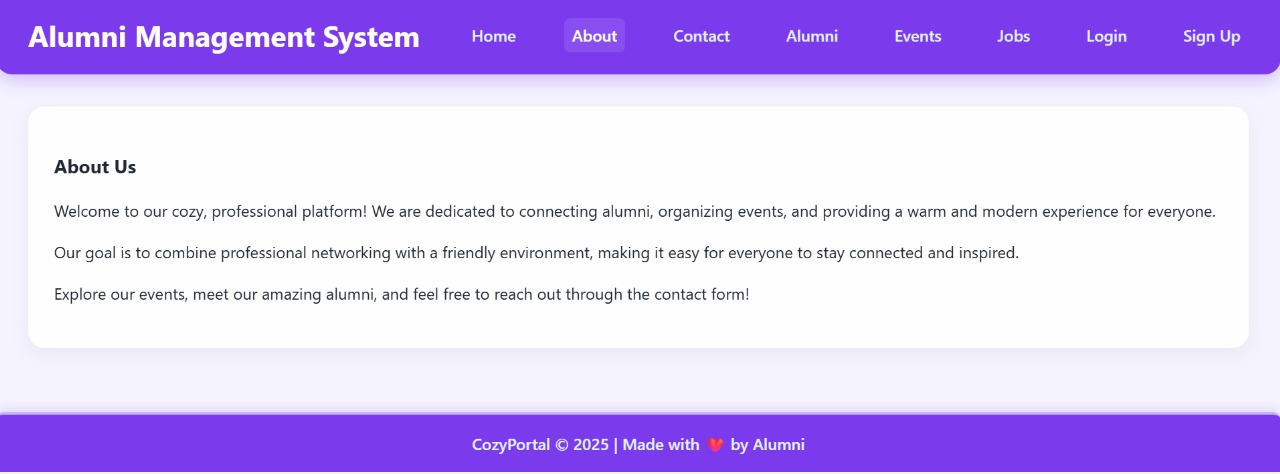 Alumni Management System Home About Contact Alumni Events Jobs Login Sign Up
About Us
Welcome to our cozy, professional platform! We are dedicated to connecting alumni, organizing events, and providing a warm and modern experience for everyone.
Our goal is to combine professional networking with a friendly environment, making it easy for everyone to stay connected and inspired.
Explore our events, meet our amazing alumni, and feel free to reach out through the contact form!
CozyPortal © 2025 | Made with ❤️ by Alumni